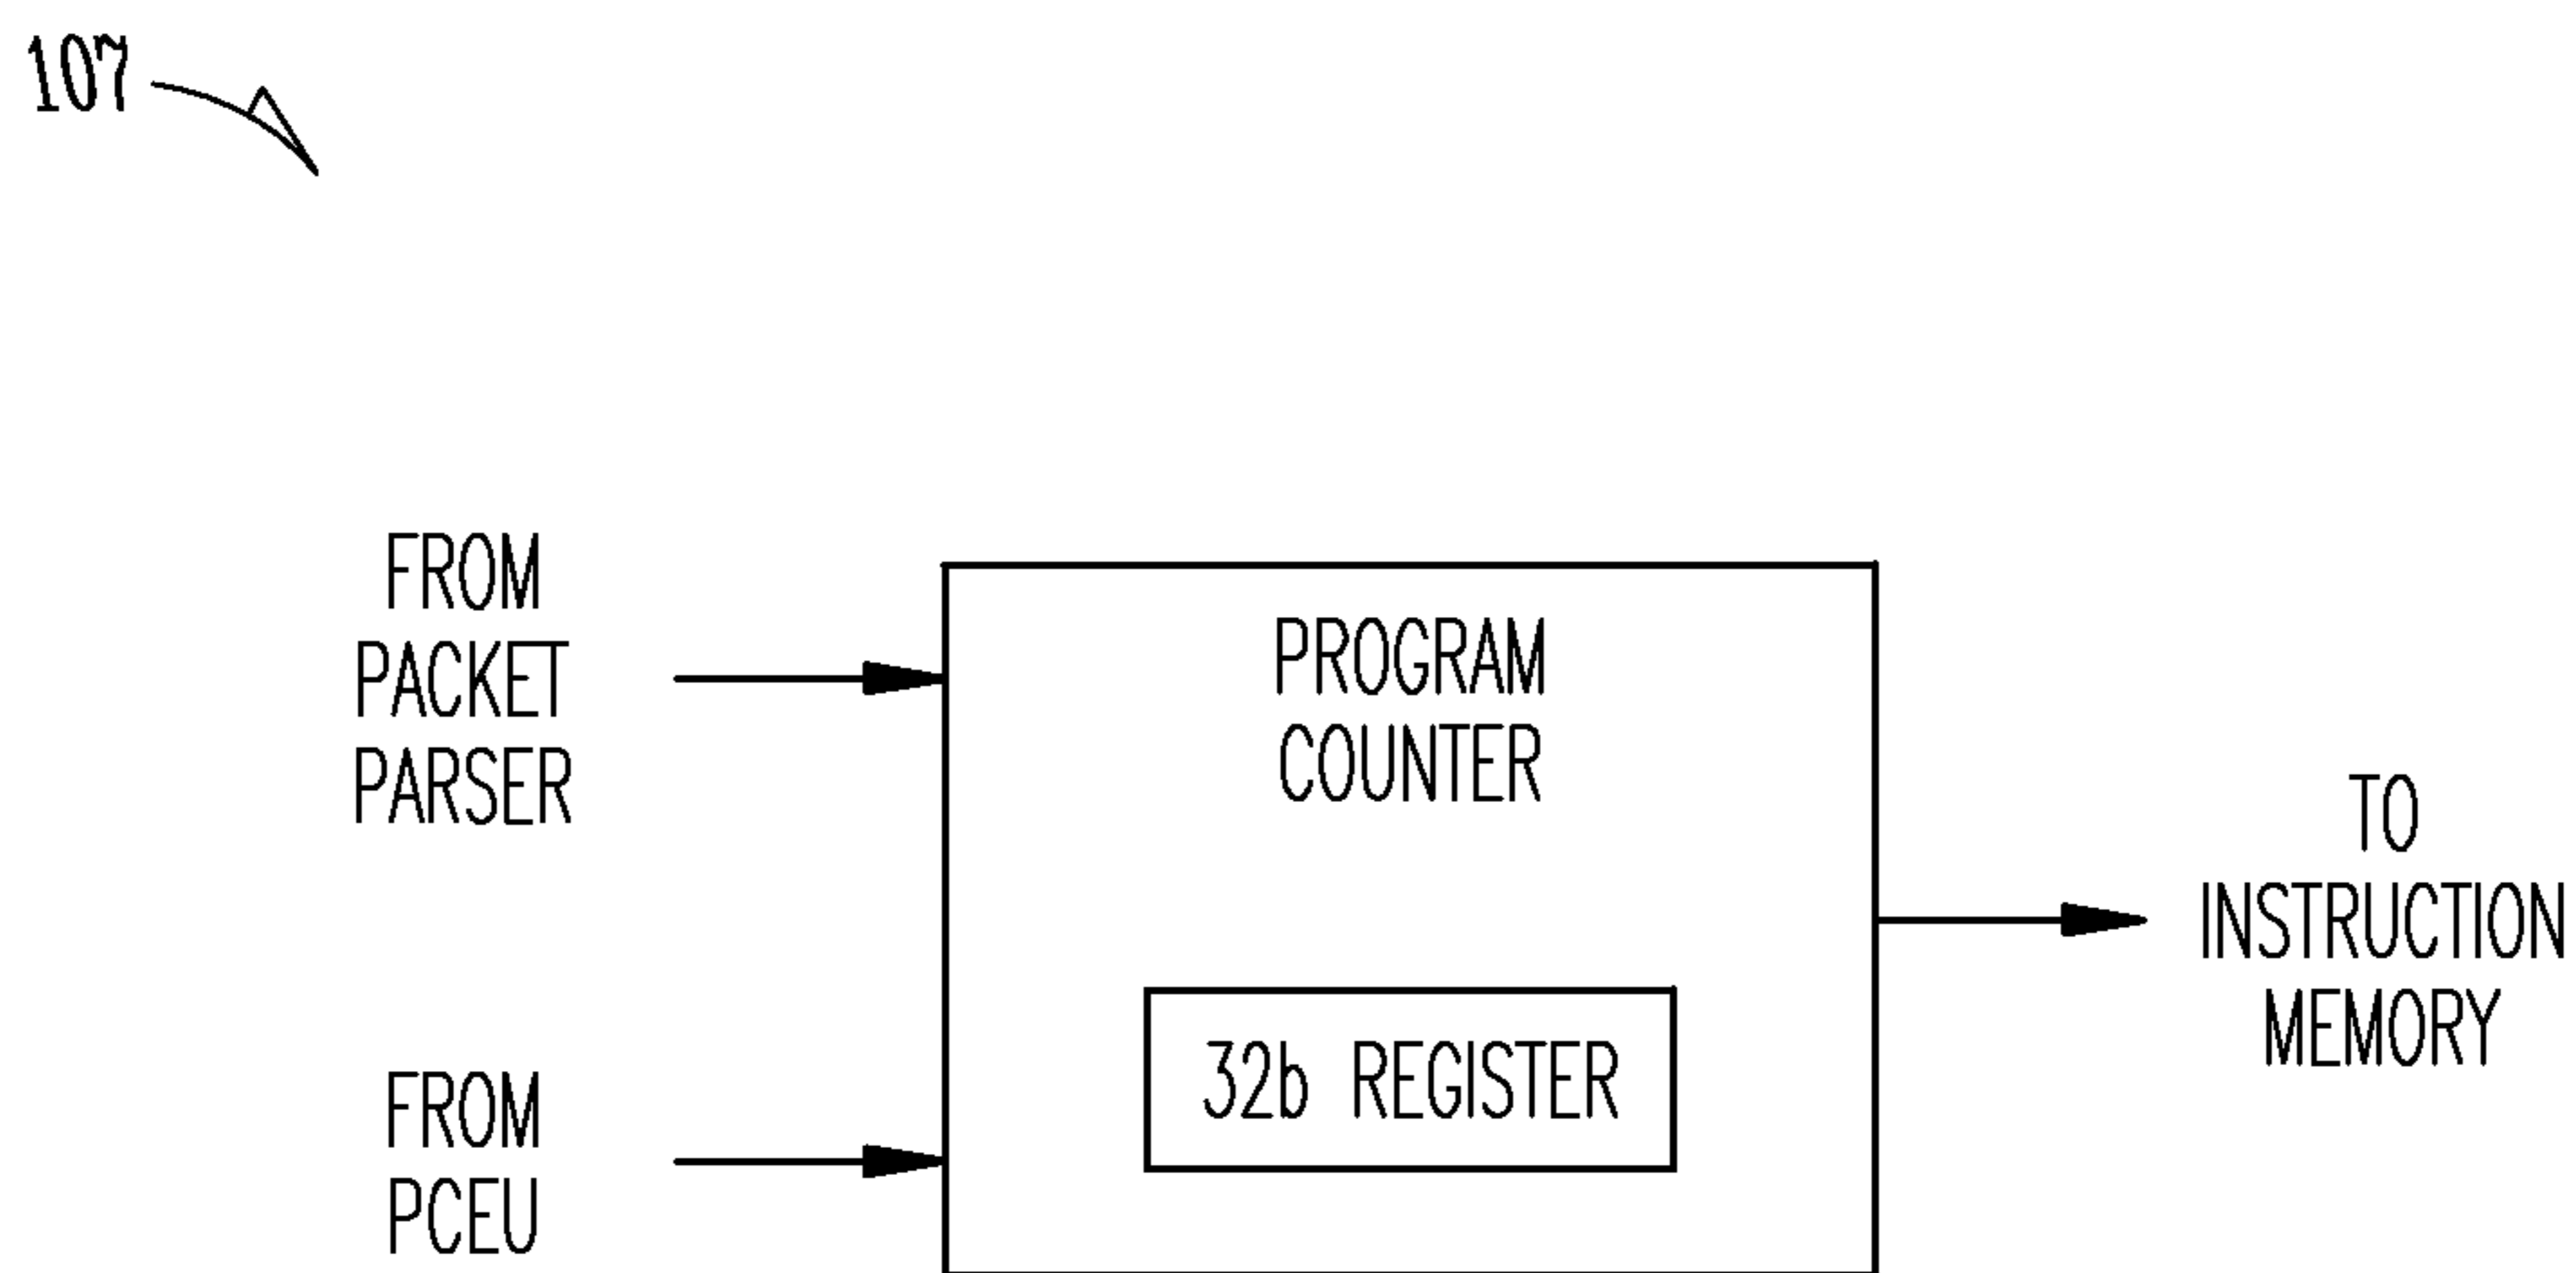 107
FROM
PACKET
PARSER
PROGRAM
COUNTER
TO
INSTRUCTION
MEMORY
32b REGISTER
FROM
PCEU